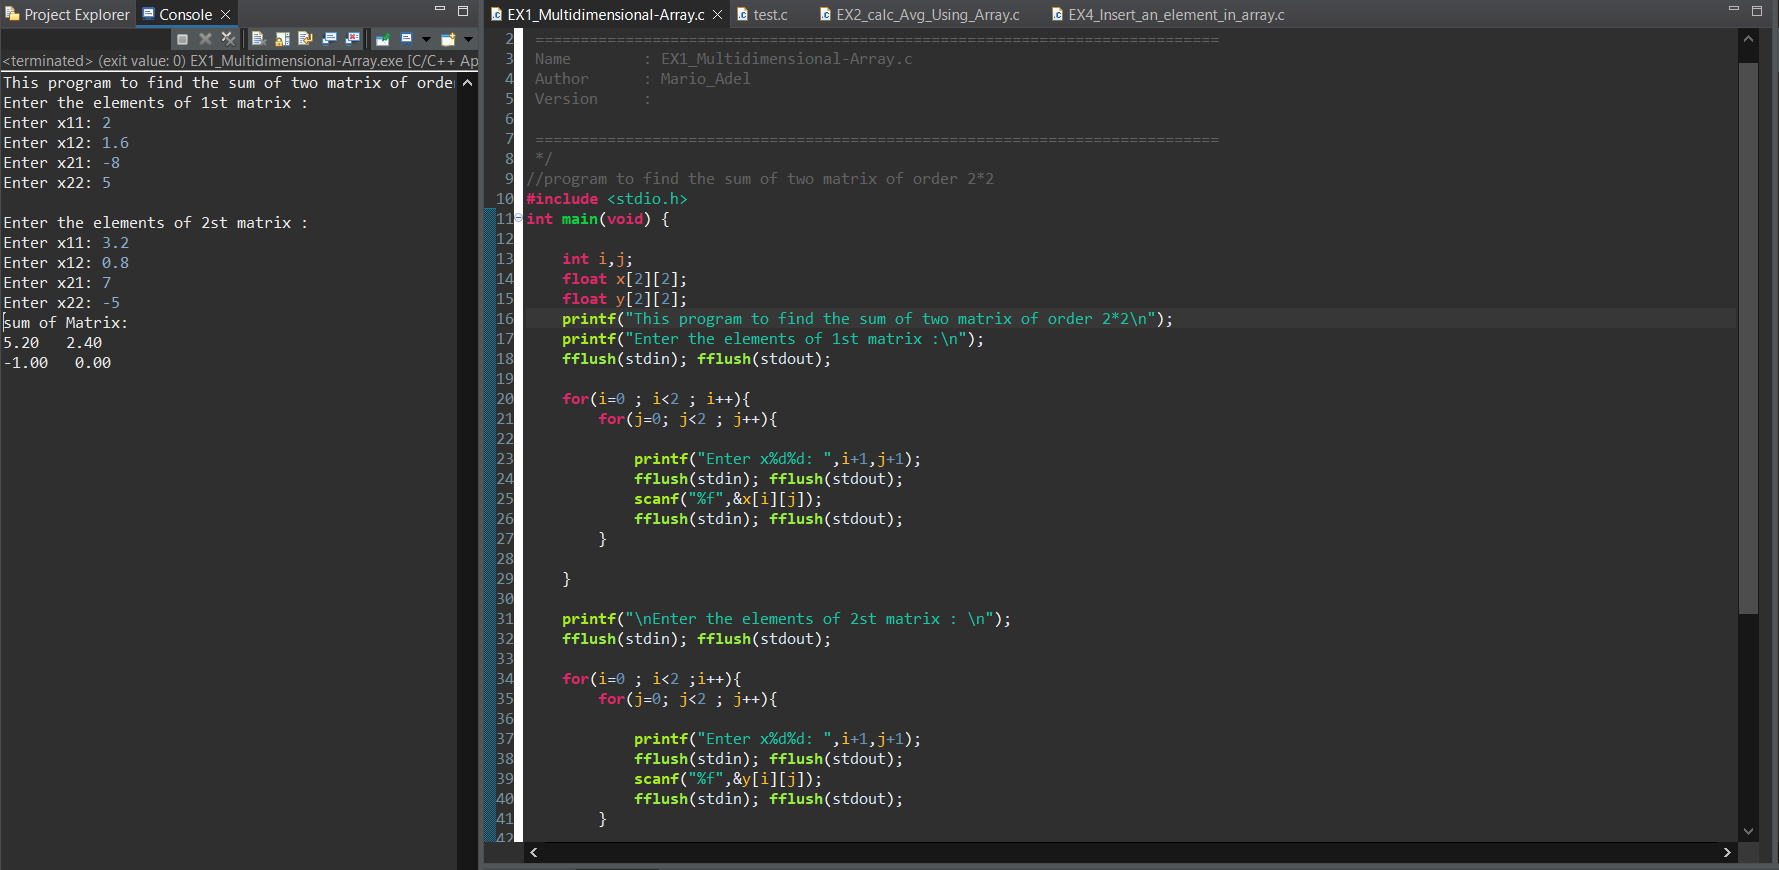 Project Explorer
Console
<terminated> (exit value: 0) EX1_Multidimensional-Array.exe [C/C++ Ap
This program to find the sum of two matrix of orde
Enter the elements of 1st matrix :
Enter x11: 2
Enter x12: 1.6
Enter x21: -8
Enter x22: 5
Enter the elements of 2st matrix :
Enter x11: 3.2
Enter x12: 0.8
Enter x21: 7
Enter x22: -5
sum of Matrix:
5.20   2.40
-1.00   0.00
EX1_Multidimensional-Array.c
test.c
EX2_calc_Avg_Using_Array.c
EX4_Insert_an_element_in_array.c
2 ============================================================================
3 Name        : EX1_Multidimensional-Array.c
4 Author      : Mario_Adel
5 Version     :
6
7 ============================================================================
8 */
9 //program to find the sum of two matrix of order 2*2
10 #include <stdio.h>
11 int main(void) {
12
13     int i,j;
14     float x[2][2];
15     float y[2][2];
16     printf("This program to find the sum of two matrix of order 2*2\n");
17     printf("Enter the elements of 1st matrix :\n");
18     fflush(stdin); fflush(stdout);
19
20     for(i=0 ; i<2 ; i++){
21         for(j=0; j<2 ; j++){
22
23             printf("Enter x%d%d: ",i+1,j+1);
24             fflush(stdin); fflush(stdout);
25             scanf("%f",&x[i][j]);
26             fflush(stdin); fflush(stdout);
27         }
28
29     }
30
31     printf("\nEnter the elements of 2st matrix : \n");
32     fflush(stdin); fflush(stdout);
33
34     for(i=0 ; i<2 ;i++){
35         for(j=0; j<2 ; j++){
36
37             printf("Enter x%d%d: ",i+1,j+1);
38             fflush(stdin); fflush(stdout);
39             scanf("%f",&y[i][j]);
40             fflush(stdin); fflush(stdout);
41         }
42